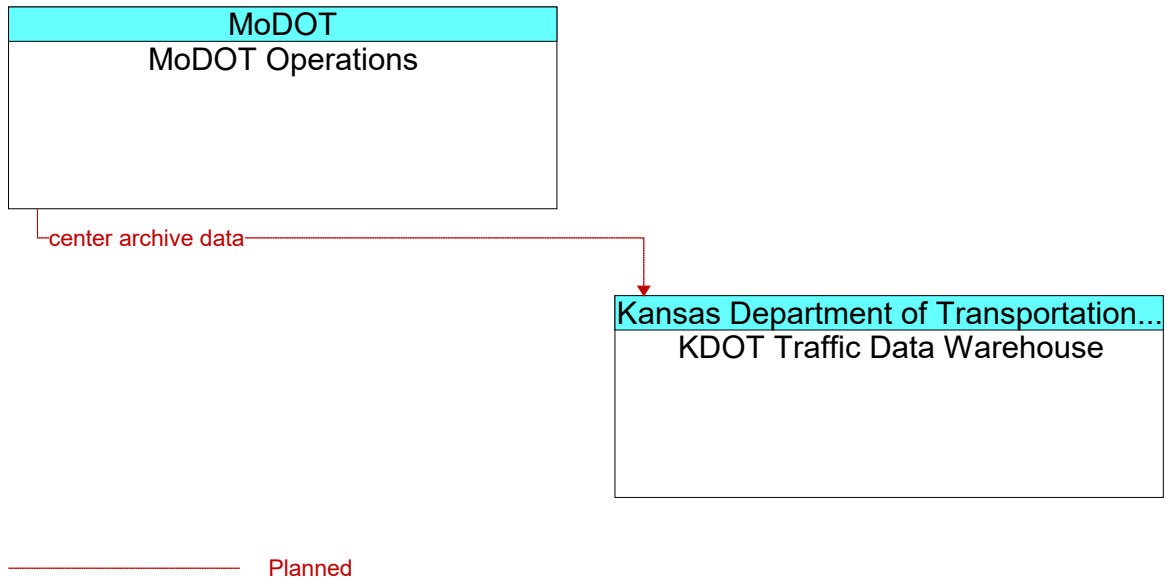 MoDOT
MoDOT Operations
center archive data
Kansas Department of Transportation...
KDOT Traffic Data Warehouse
Planned